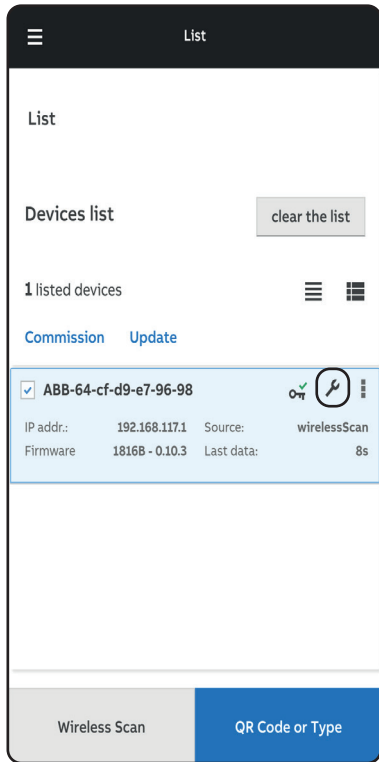 List
List
Devices list
clear the list
1 listed devices
Commission Update
ABB-64-cf-d9-e7-96-98
IP addr.: 192.168.117.1 Source: wirelessScan
Firmware 1816B - 0.10.3 Last data: 8s
Wireless Scan QR Code or Type